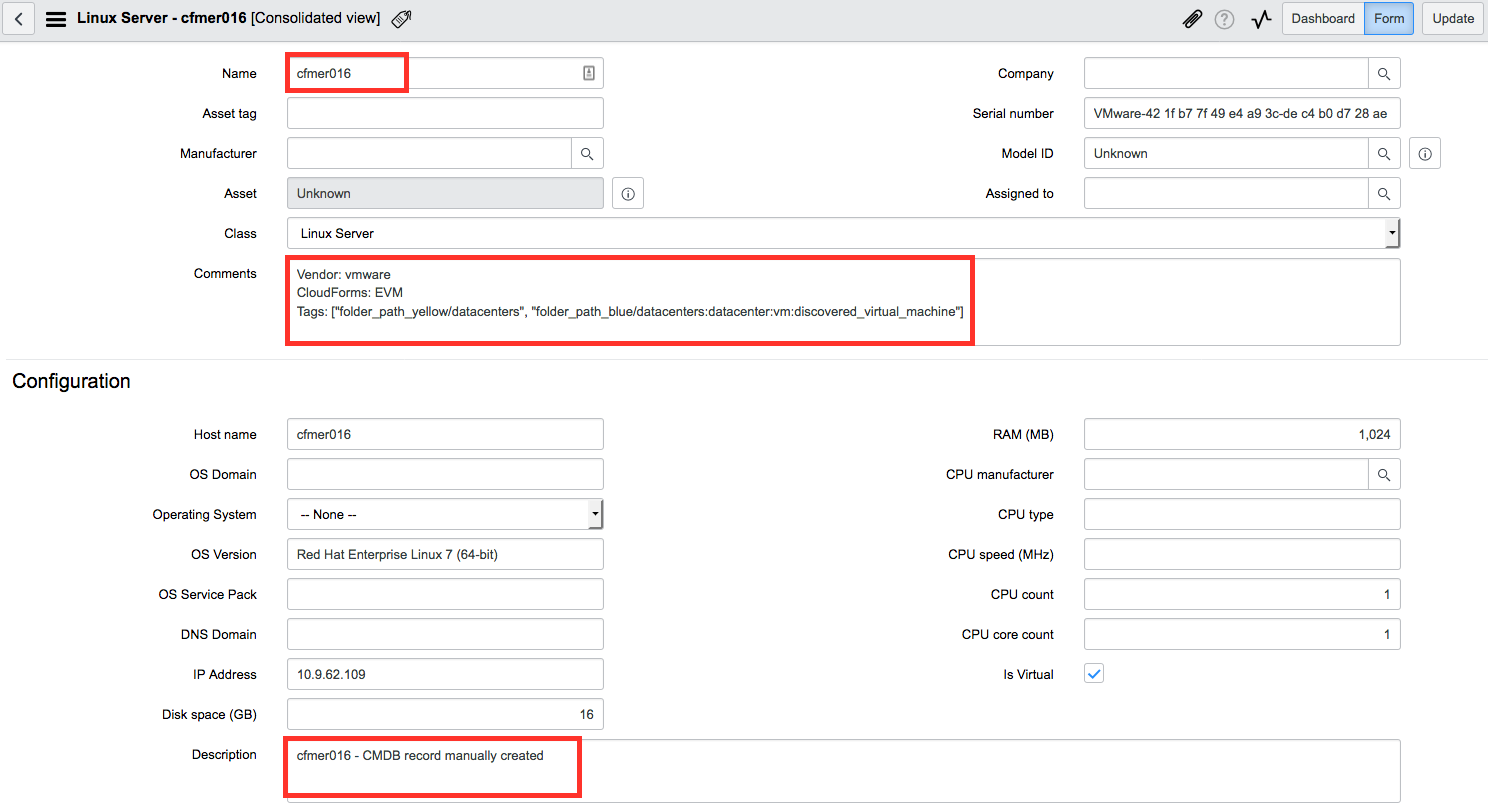 Linux Server - cfmer016 [Consolidated view]
Dashboard Form Update
Name cfmer016
Company
Asset tag
Serial number VMware-42 1f b7 7f 49 e4 a9 3c-de c4 b0 d7 28 ae
Manufacturer
Model ID Unknown
Asset Unknown
Assigned to
Class Linux Server
Comments Vendor: vmware
CloudForms: EVM
Tags: ["folder_path_yellow/datacenters", "folder_path_blue/datacenters:datacenter:vm:discovered_virtual_machine"]
Configuration
Host name cfmer016
RAM (MB) 1,024
OS Domain
CPU manufacturer
Operating System -- None --
CPU type
OS Version Red Hat Enterprise Linux 7 (64-bit)
CPU speed (MHz)
OS Service Pack
CPU count 1
DNS Domain
CPU core count 1
IP Address 10.9.62.109
Is Virtual
Disk space (GB) 16
Description cfmer016 - CMDB record manually created